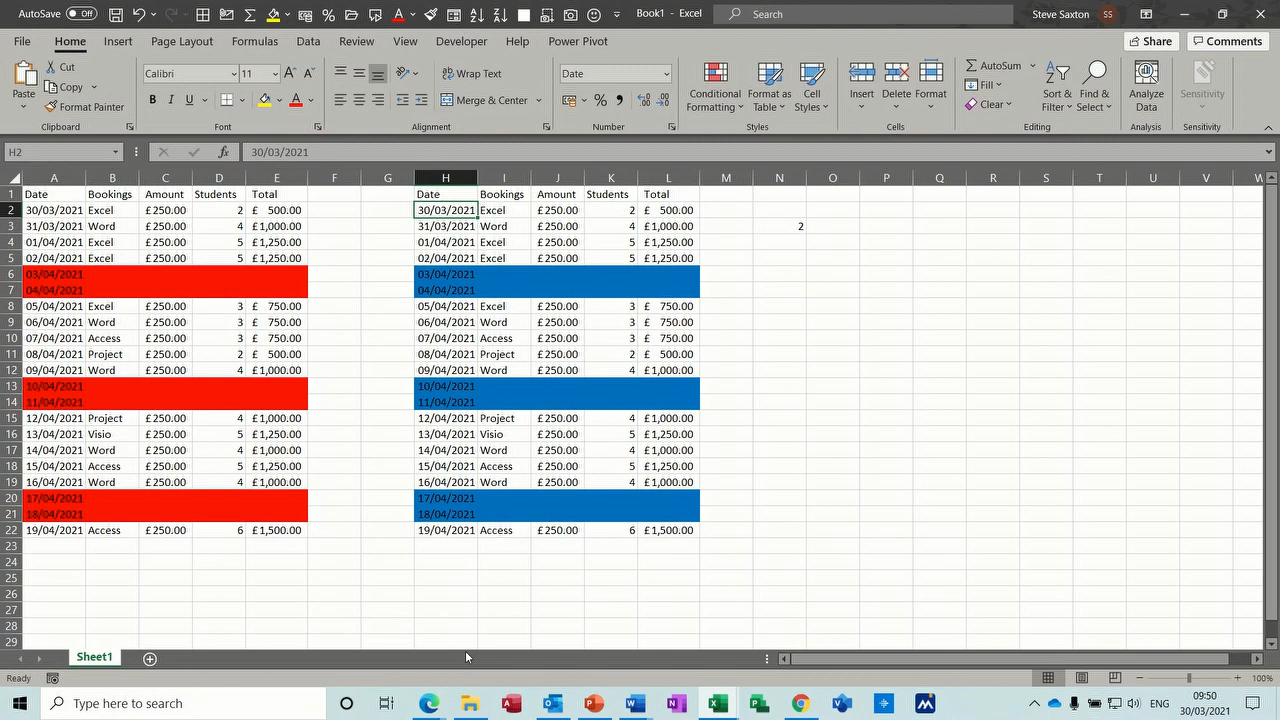 AutoSave Off Book1 - Excel Search Steve Saxton SS
File Home Insert Page Layout Formulas Data Review View Developer Help Power Pivot Share Comments
Paste Cut Copy Format Painter Clipboard
Calibri 11 B I U A Font
Wrap Text Merge & Center Alignment
Date % Number
Conditional Formatting Format as Table Cell Styles Styles
Insert Delete Format Cells
AutoSum Fill Clear Sort & Filter Find & Select Editing
Analyze Data Analysis
Sensitivity Sensitivity
H2 fx 30/03/2021
A B C D E F G H I J K L M N O P Q R S T U V W
1 Date Bookings Amount Students Total Date Bookings Amount Students Total
2 30/03/2021 Excel £250.00 2 £ 500.00 30/03/2021 Excel £250.00 2 £ 500.00
3 31/03/2021 Word £250.00 4 £1,000.00 31/03/2021 Word £250.00 4 £1,000.00 2
4 01/04/2021 Excel £250.00 5 £1,250.00 01/04/2021 Excel £250.00 5 £1,250.00
5 02/04/2021 Excel £250.00 5 £1,250.00 02/04/2021 Excel £250.00 5 £1,250.00
6 03/04/2021 03/04/2021
7 04/04/2021 04/04/2021
8 05/04/2021 Excel £250.00 3 £ 750.00 05/04/2021 Excel £250.00 3 £ 750.00
9 06/04/2021 Word £250.00 3 £ 750.00 06/04/2021 Word £250.00 3 £ 750.00
10 07/04/2021 Access £250.00 3 £ 750.00 07/04/2021 Access £250.00 3 £ 750.00
11 08/04/2021 Project £250.00 2 £ 500.00 08/04/2021 Project £250.00 2 £ 500.00
12 09/04/2021 Word £250.00 4 £1,000.00 09/04/2021 Word £250.00 4 £1,000.00
13 10/04/2021 10/04/2021
14 11/04/2021 11/04/2021
15 12/04/2021 Project £250.00 4 £1,000.00 12/04/2021 Project £250.00 4 £1,000.00
16 13/04/2021 Visio £250.00 5 £1,250.00 13/04/2021 Visio £250.00 5 £1,250.00
17 14/04/2021 Word £250.00 4 £1,000.00 14/04/2021 Word £250.00 4 £1,000.00
18 15/04/2021 Access £250.00 5 £1,250.00 15/04/2021 Access £250.00 5 £1,250.00
19 16/04/2021 Word £250.00 4 £1,000.00 16/04/2021 Word £250.00 4 £1,000.00
20 17/04/2021 17/04/2021
21 18/04/2021 18/04/2021
22 19/04/2021 Access £250.00 6 £1,500.00 19/04/2021 Access £250.00 6 £1,500.00
23
24
25
26
27
28
29
Sheet1
Ready 100%
Type here to search ENG 09:50
30/03/2021